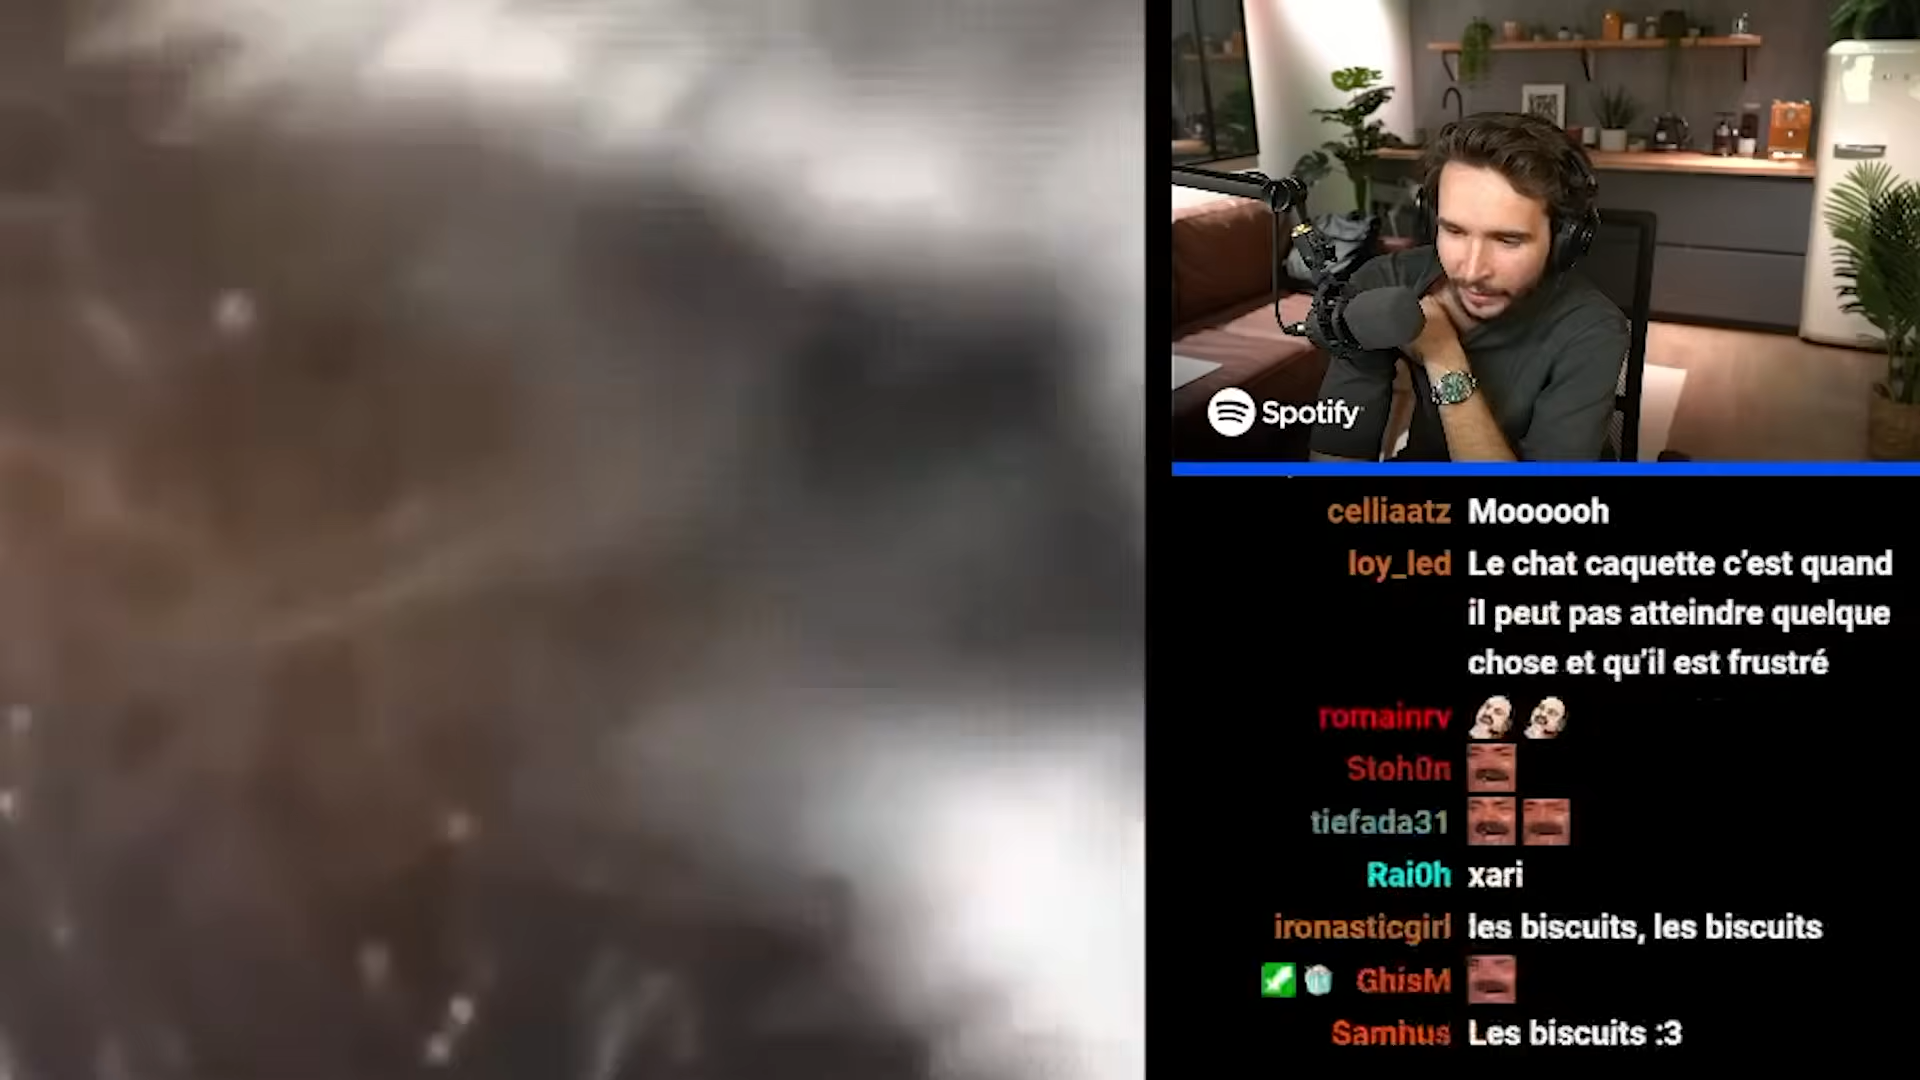 Spotify
celliaatz Moooooh
loy_led Le chat caquette c’est quand
il peut pas atteindre quelque
chose et qu’il est frustré
romainrv
Stoh0n
tiefada31
Rai0h xari
ironasticgirl les biscuits, les biscuits
GhisM
Samhus Les biscuits :3